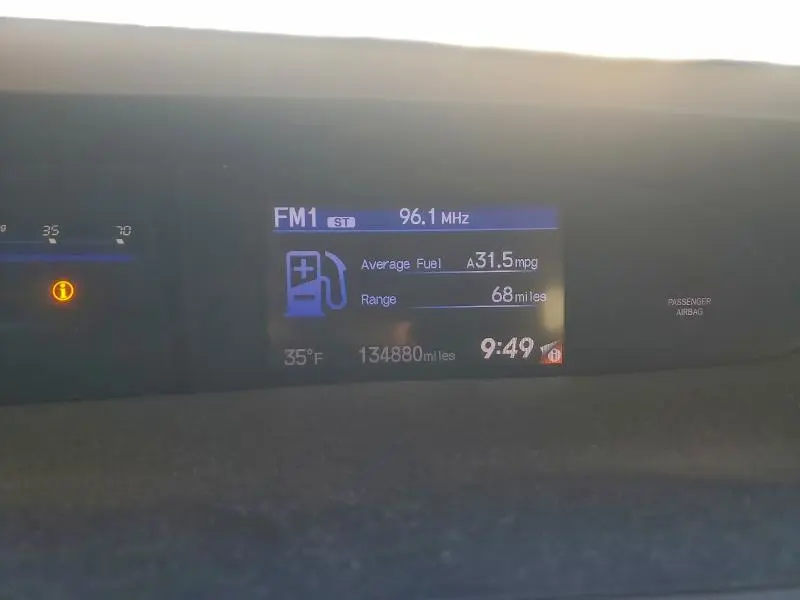 FM1 ST 96.1 MHz
35 70
Average Fuel A31.5mpg
Range 68miles
PASSENGER
AIRBAG
35°F 134880miles 9:49